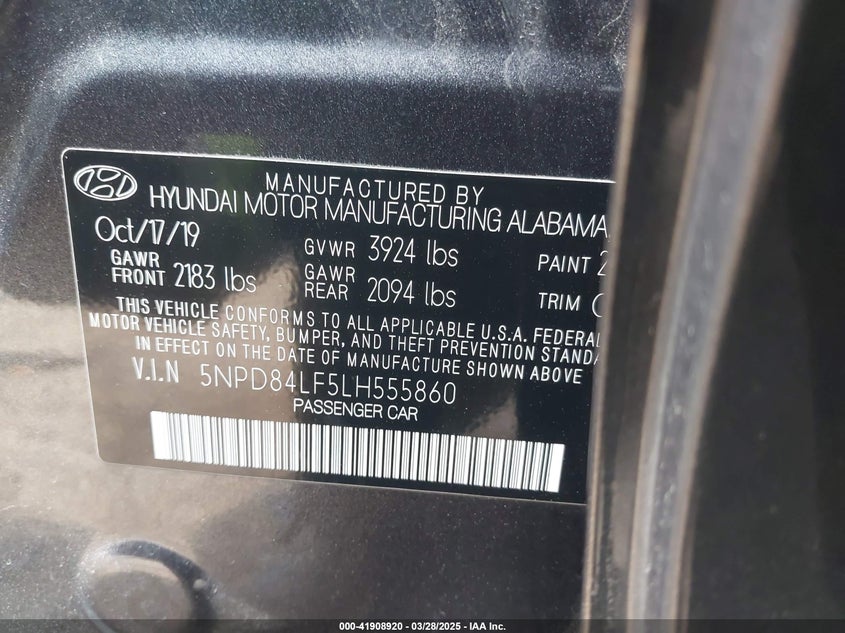 MANUFACTURED BY
HYUNDAI MOTOR MANUFACTURING ALABAMA,
Oct/17/19 GVWR 3924 lbs PAINT 2
GAWR FRONT 2183 lbs GAWR REAR 2094 lbs TRIM
THIS VEHICLE CONFORMS TO ALL APPLICABLE U.S.A. FEDERAL
MOTOR VEHICLE SAFETY, BUMPER, AND THEFT PREVENTION STANDA
IN EFFECT ON THE DATE OF MANUFACTURE SHOWN ABOVE
V.I.N 5NPD84LF5LH555860
PASSENGER CAR
000-41908920 - 03/28/2025 - IAA Inc.